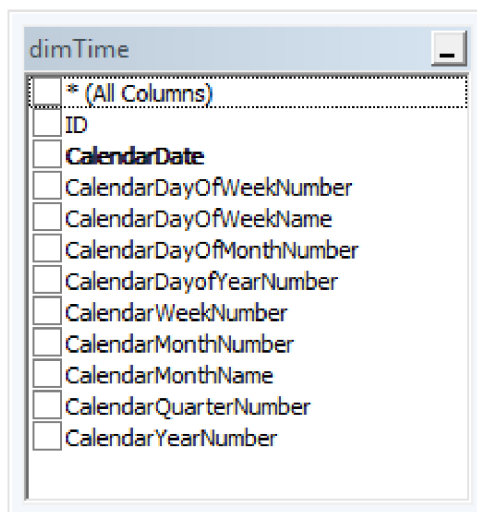 dimTime
* (All Columns)
ID
CalendarDate
CalendarDayOfWeekNumber
CalendarDayOfWeekName
CalendarDayOfMonthNumber
CalendarDayofYearNumber
CalendarWeekNumber
CalendarMonthNumber
CalendarMonthName
CalendarQuarterNumber
CalendarYearNumber